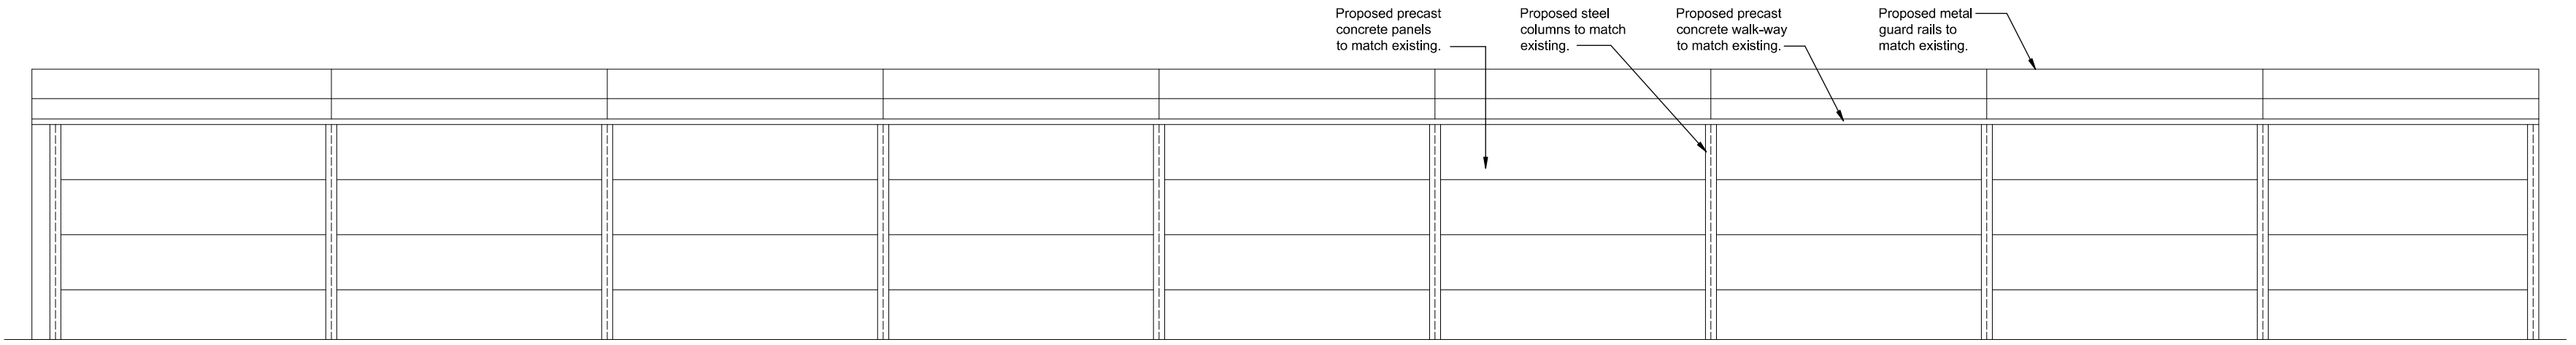 Proposed precast
concrete panels
to match existing.
Proposed steel
columns to match
existing.
Proposed precast
concrete walk-way
to match existing.
Proposed metal
guard rails to
match existing.